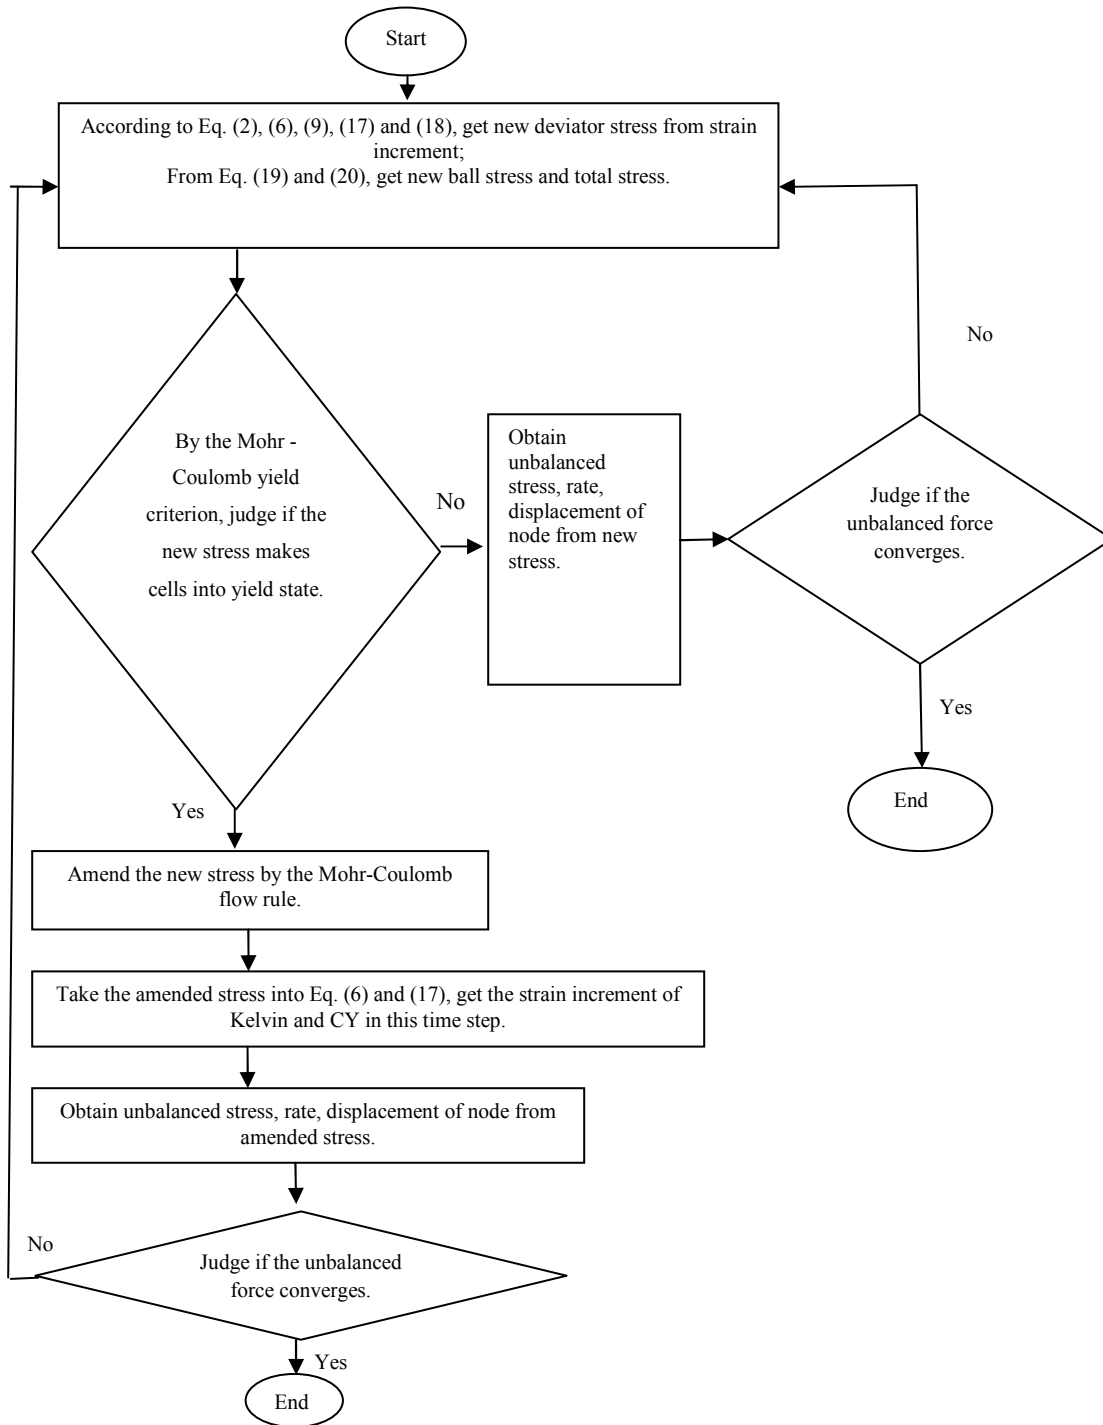 Start
According to Eq. (2), (6), (9), (17) and (18), get new deviator stress from strain
increment;
From Eq. (19) and (20), get new ball stress and total stress.
By the Mohr -
Coulomb yield
criterion, judge if the
new stress makes
cells into yield state.
No
Obtain
unbalanced
stress, rate,
displacement of
node from new
stress.
Judge if the
unbalanced force
converges.
No
Yes
End
Yes
Amend the new stress by the Mohr-Coulomb
flow rule.
Take the amended stress into Eq. (6) and (17), get the strain increment of
Kelvin and CY in this time step.
Obtain unbalanced stress, rate, displacement of node from
amended stress.
No
Judge if the unbalanced
force converges.
Yes
End